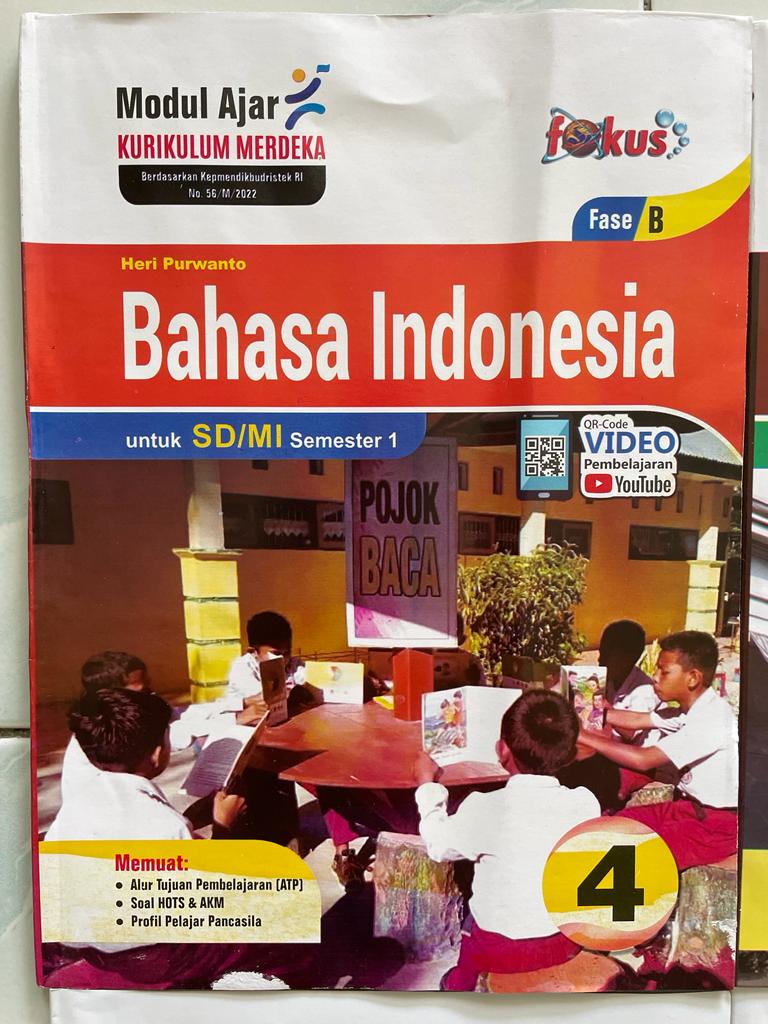 Modul Ajar
KURIKULUM MERDEKA
Berdasarkan Kepmendikbudristek RI
No. 56/M/2022
fokus
Fase B
Heri Purwanto
Bahasa Indonesia
untuk SD/MI Semester 1
QR-Code
VIDEO
Pembelajaran
YouTube
POJOK
BACA
Memuat:
• Alur Tujuan Pembelajaran (ATP)
• Soal HOTS & AKM
• Profil Pelajar Pancasila
4